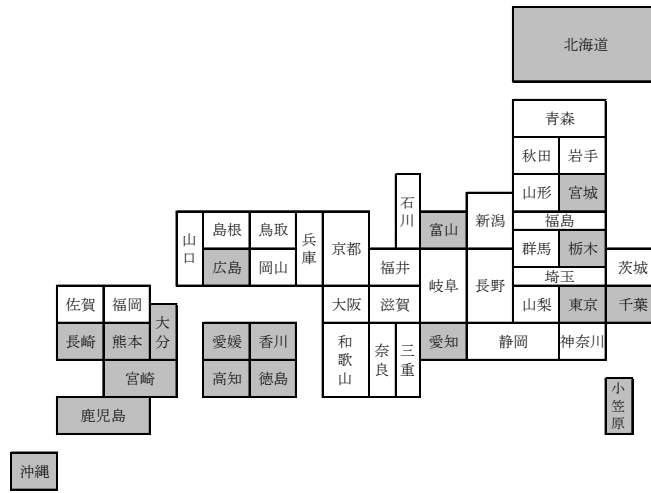 北海道
青森
秋田 岩手
山形 宮城
石川
富山 新潟 福島
山口 島根 鳥取 兵庫 京都
群馬 栃木
広島 岡山 福井 岐阜 長野 埼玉 茨城
佐賀 福岡 大阪 滋賀 山梨 東京 千葉
長崎 熊本 大分 愛媛 香川 和歌山 奈良 三重 愛知 静岡 神奈川
宮崎 高知 徳島
鹿児島 小笠原
沖縄